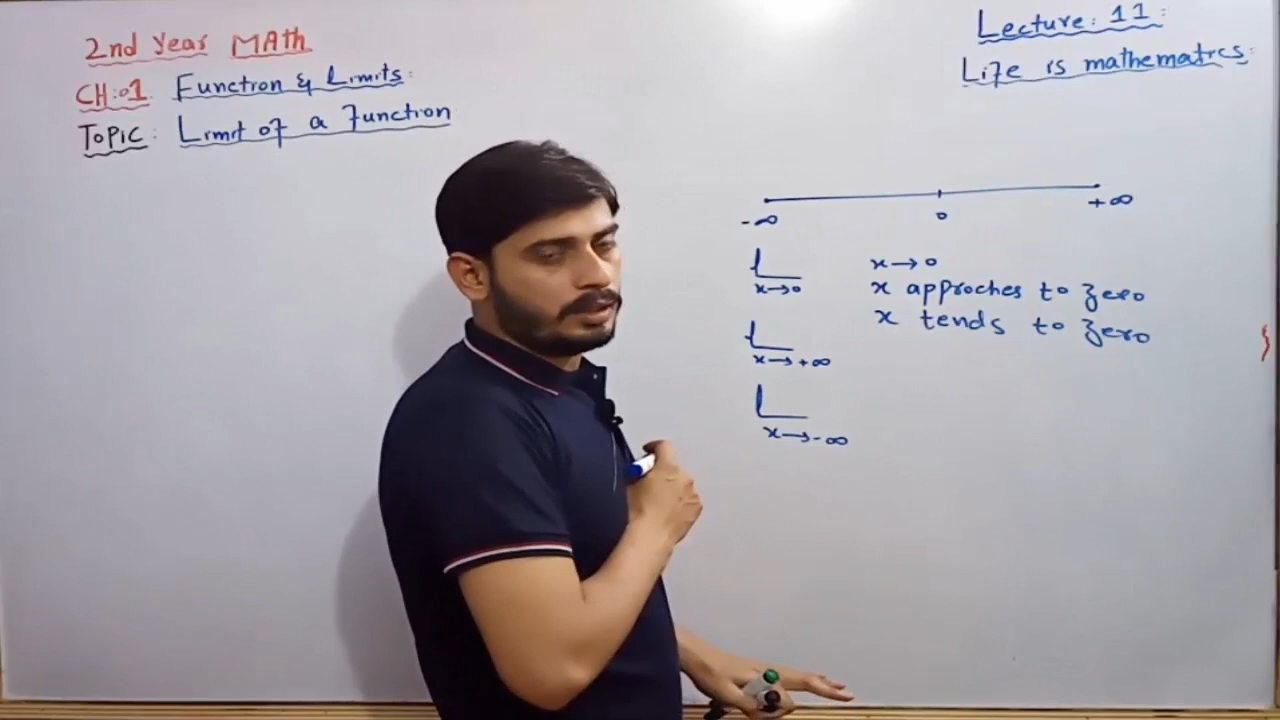 2nd Year MAth
CH:01 Function & Limits:
Topic: Limit of a Function
Lecture: 11:
Life is mathematics:
-∞ 0 +∞
L x→0
L x→+∞
L x→-∞
x→0
x approches to zero
x tends to zero